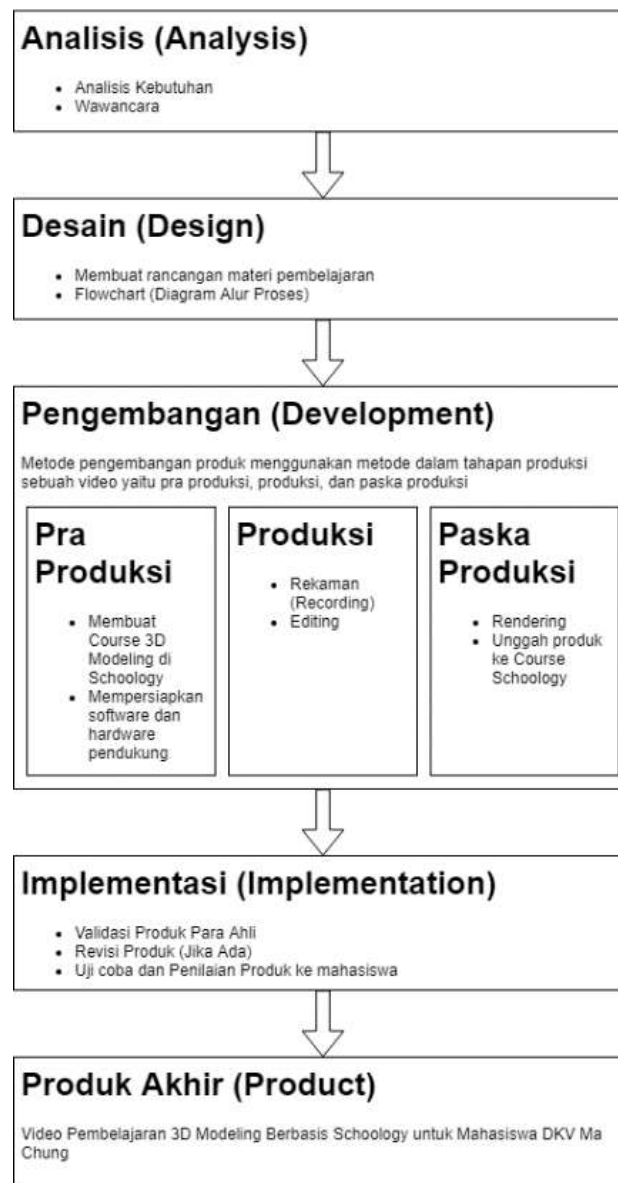 Analisis (Analysis)
• Analisis Kebutuhan
• Wawancara
Desain (Design)
• Membuat rancangan materi pembelajaran
• Flowchart (Diagram Alur Proses)
Pengembangan (Development)
Metode pengembangan produk menggunakan metode dalam tahapan produksi
sebuah video yaitu pra produksi, produksi, dan paska produksi
Pra
Produksi
• Membuat
Course 3D
Modeling di
Schoology
• Mempersiapkan
software dan
hardware
pendukung
Produksi
• Rekaman
(Recording)
• Editing
Paska
Produksi
• Rendering
• Unggah produk
ke Course
Schoology
Implementasi (Implementation)
• Validasi Produk Para Ahli
• Revisi Produk (Jika Ada)
• Uji coba dan Penilaian Produk ke mahasiswa
Produk Akhir (Product)
Video Pembelajaran 3D Modeling Berbasis Schoology untuk Mahasiswa DKV Ma
Chung